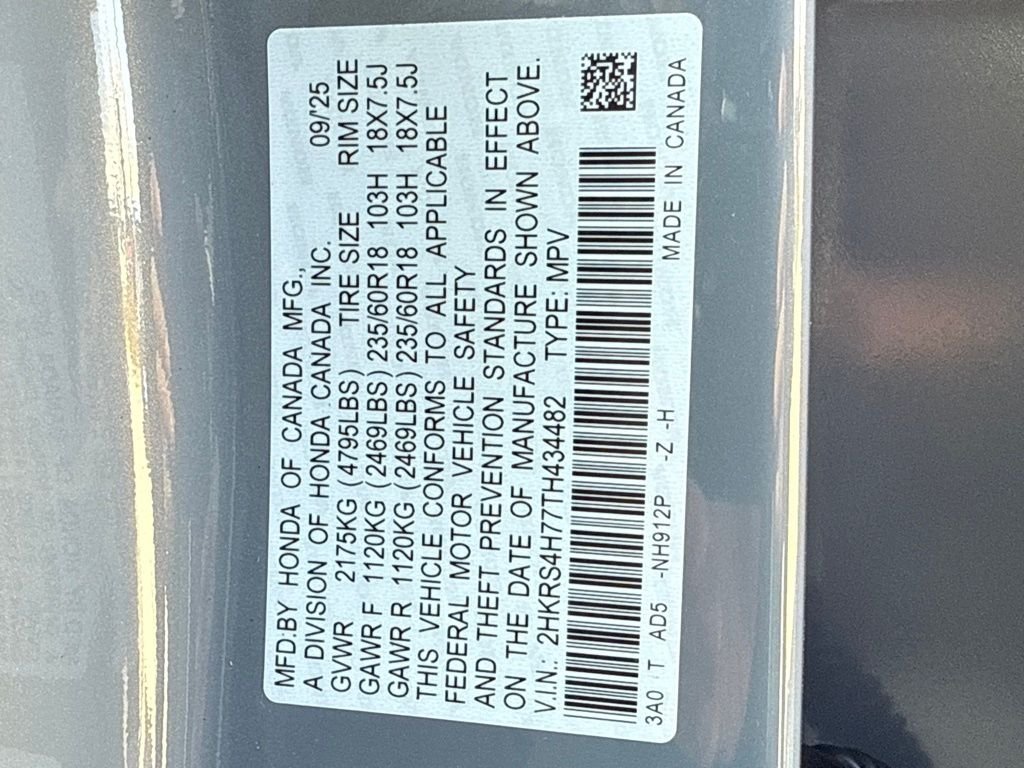 MFD.BY HONDA OF CANADA MFG.,
A DIVISION OF HONDA CANADA INC. 09/'25
GVWR 2175KG (4795LBS) TIRE SIZE RIM SIZE
GAWR F 1120KG (2469LBS) 235/60R18 103H 18X7.5J
GAWR R 1120KG (2469LBS) 235/60R18 103H 18X7.5J
THIS VEHICLE CONFORMS TO ALL APPLICABLE
FEDERAL MOTOR VEHICLE SAFETY
AND THEFT PREVENTION STANDARDS IN EFFECT
ON THE DATE OF MANUFACTURE SHOWN ABOVE.
V.I.N.: 2HKRS4H77TH434482 TYPE: MPV
3A0 T AD5 -NH912P -Z -H MADE IN CANADA